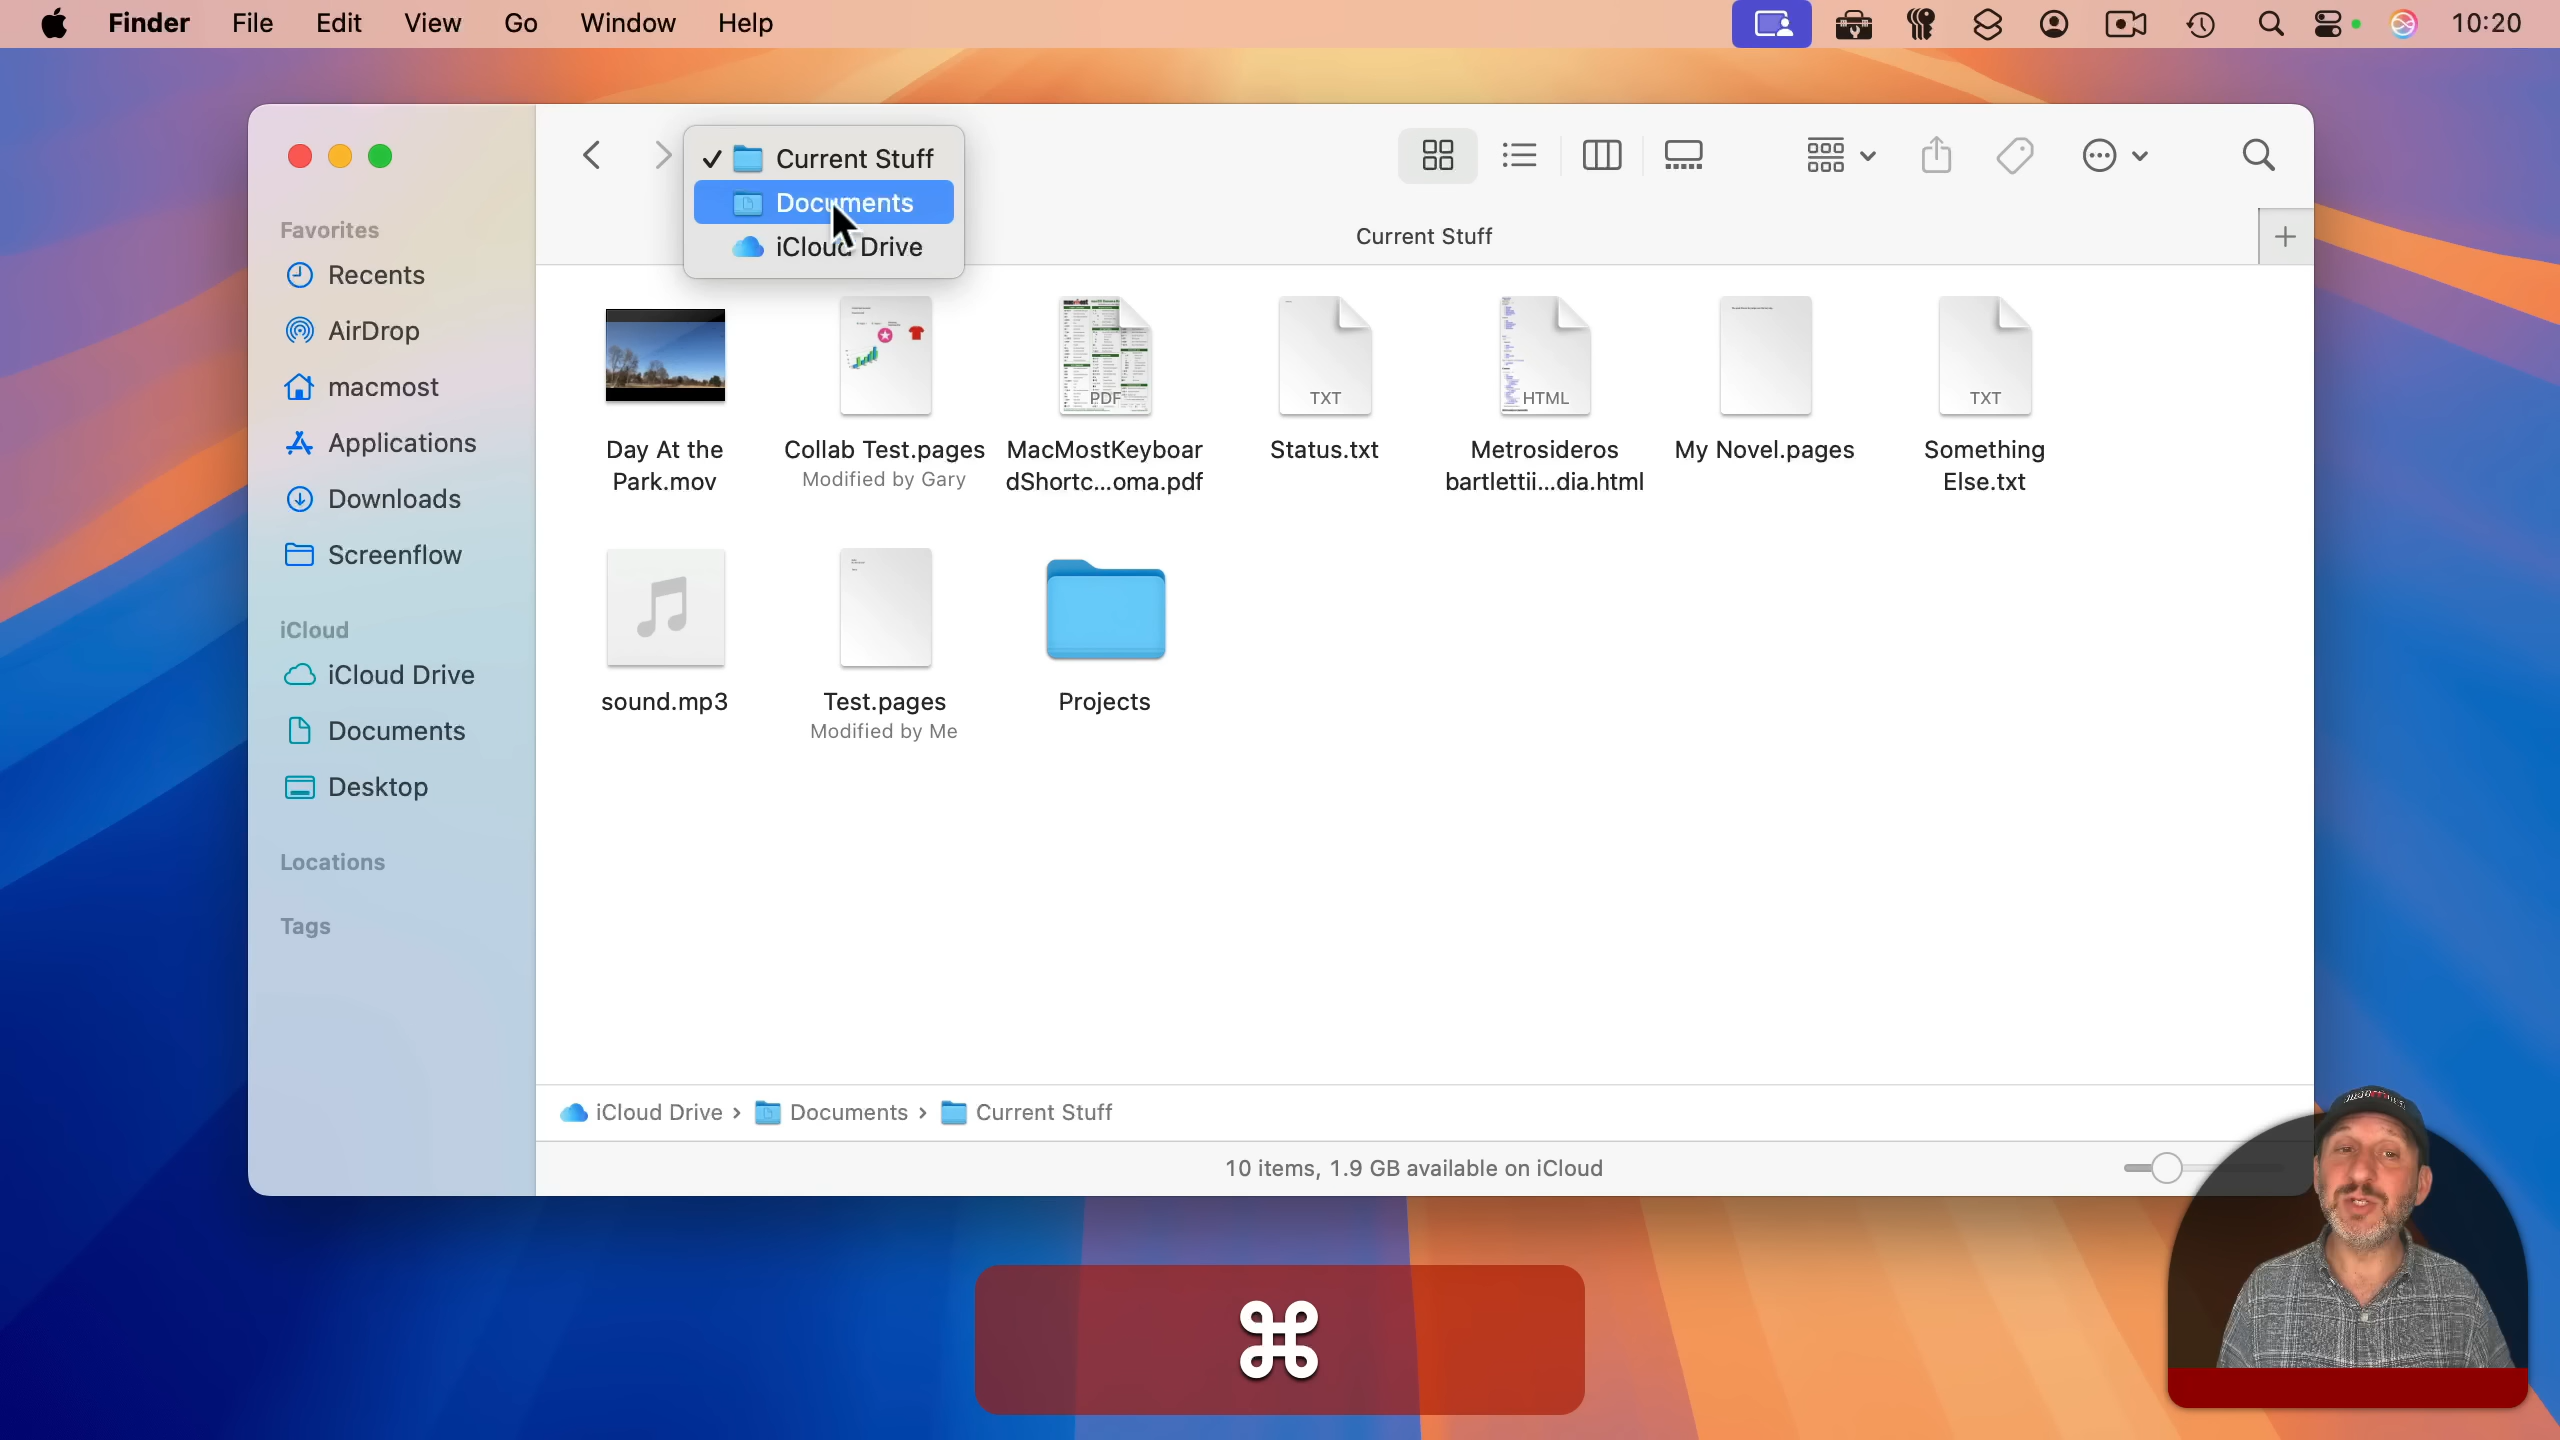 Finder File Edit View Go Window Help 10:20
Current Stuff
Documents
iCloud Drive
Current Stuff
Favorites
Recents
AirDrop
macmost
Applications
Downloads
Screenflow
iCloud
iCloud Drive
Documents
Desktop
Locations
Tags
PDF
TXT
HTML
TXT
Day At the
Park.mov
Collab Test.pages
Modified by Gary
MacMostKeyboar
dShortc...oma.pdf
Status.txt
Metrosideros
bartlettii...dia.html
My Novel.pages
Something
Else.txt
sound.mp3
Test.pages
Modified by Me
Projects
iCloud Drive › Documents › Current Stuff
10 items, 1.9 GB available on iCloud
⌘